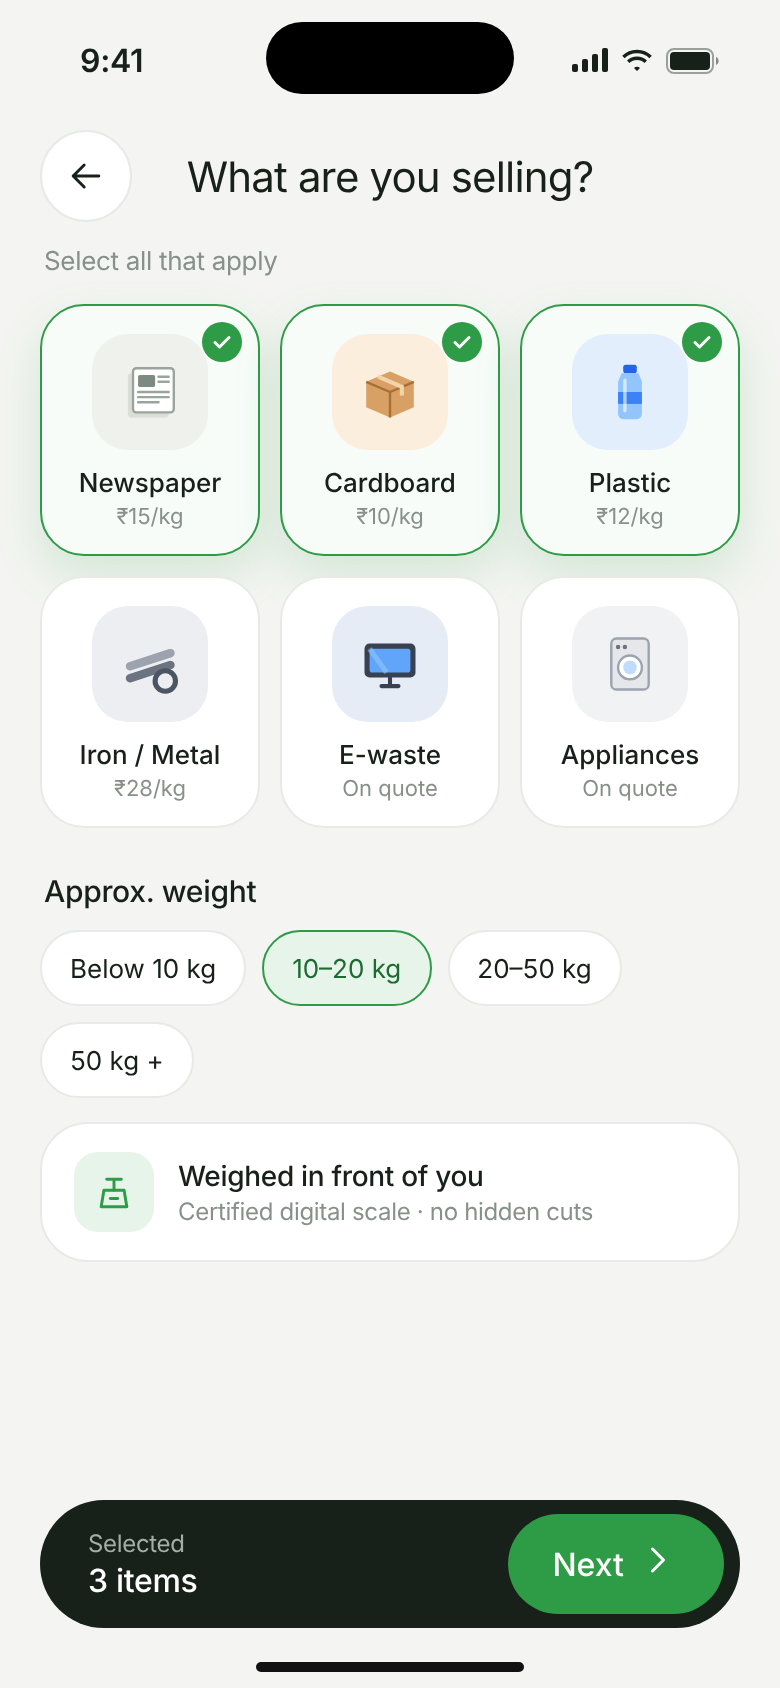 9:41
What are you selling?
Select all that apply
Newspaper
₹15/kg
Cardboard
₹10/kg
Plastic
₹12/kg
Iron / Metal
₹28/kg
E-waste
On quote
Appliances
On quote
Approx. weight
Below 10 kg
10–20 kg
20–50 kg
50 kg +
Weighed in front of you
Certified digital scale · no hidden cuts
Selected
3 items
Next